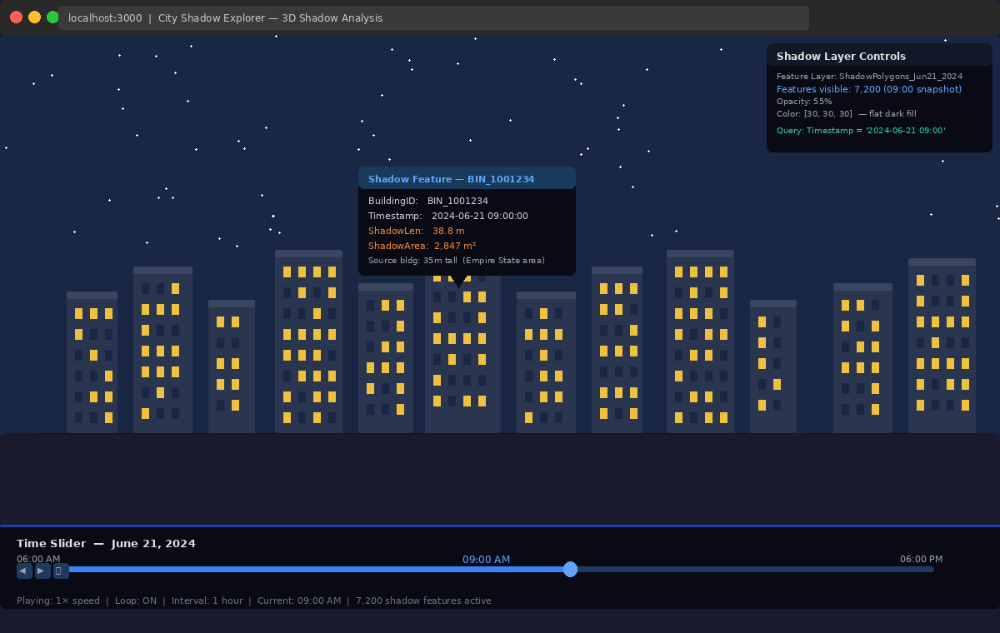 localhost:3000 | City Shadow Explorer — 3D Shadow Analysis
Shadow Layer Controls
Feature Layer: ShadowPolygons_Jun21_2024
Features visible: 7,200 (09:00 snapshot)
Opacity: 55%
Color: [30, 30, 30] — flat dark fill
Query: Timestamp = '2024-06-21 09:00'
Shadow Feature — BIN_1001234
BuildingID: BIN_1001234
Timestamp: 2024-06-21 09:00:00
ShadowLen: 38.8 m
ShadowArea: 2,847 m²
Source bldg: 35m tall (Empire State area)
Time Slider — June 21, 2024
06:00 AM 09:00 AM 06:00 PM
Playing: 1× speed | Loop: ON | Interval: 1 hour | Current: 09:00 AM | 7,200 shadow features active